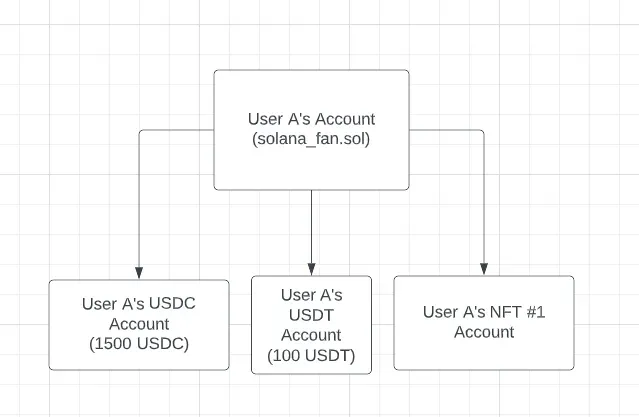 User A's Account
(solana_fan.sol)
User A's USDC
Account
(1500 USDC)
User A's
USDT
Account
(100 USDT)
User A's NFT #1
Account